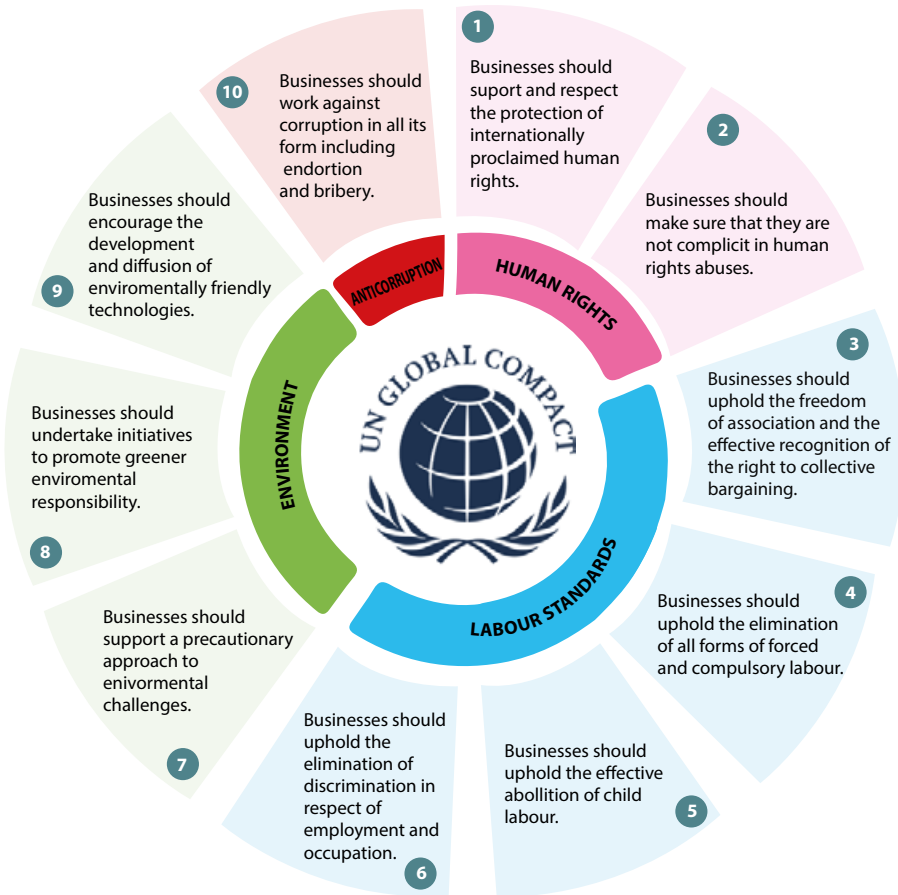 1
Businesses should
suport and respect
the protection of
internationally
proclaimed human
rights.
2
Businesses should
make sure that they are
not complicit in human
rights abuses.
3
Businesses should
uphold the freedom
of association and the
effective recognition of
the right to collective
bargaining.
4
Businesses should
uphold the elimination
of all forms of forced
and compulsory labour.
5
Businesses should
uphold the effective
abollition of child
labour.
6
Businesses should
uphold the
elimination of
discrimination in
respect of
employment and
occupation.
7
Businesses should
support a precautionary
approach to
enivormental
challenges.
8
Businesses should
undertake initiatives
to promote greener
enviromental
responsibility.
9
Businesses should
encourage the
development
and diffusion of
enviromentally friendly
technologies.
10
Businesses should
work against
corruption in all its
form including
endortion
and bribery.
HUMAN RIGHTS
LABOUR STANDARDS
ENVIRONMENT
ANTICORRUPTION
UN GLOBAL COMPACT